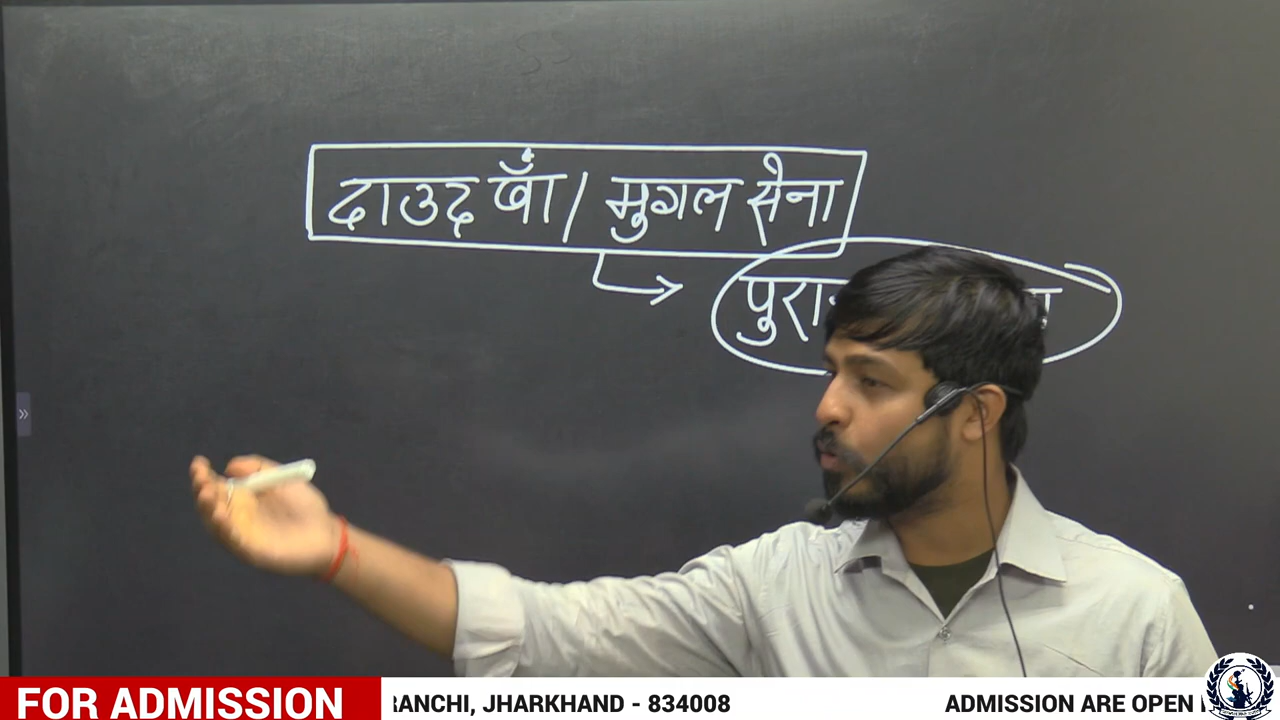 दाउद खाँ / मुगल सेना
FOR ADMISSION
RANCHI, JHARKHAND - 834008
ADMISSION ARE OPEN